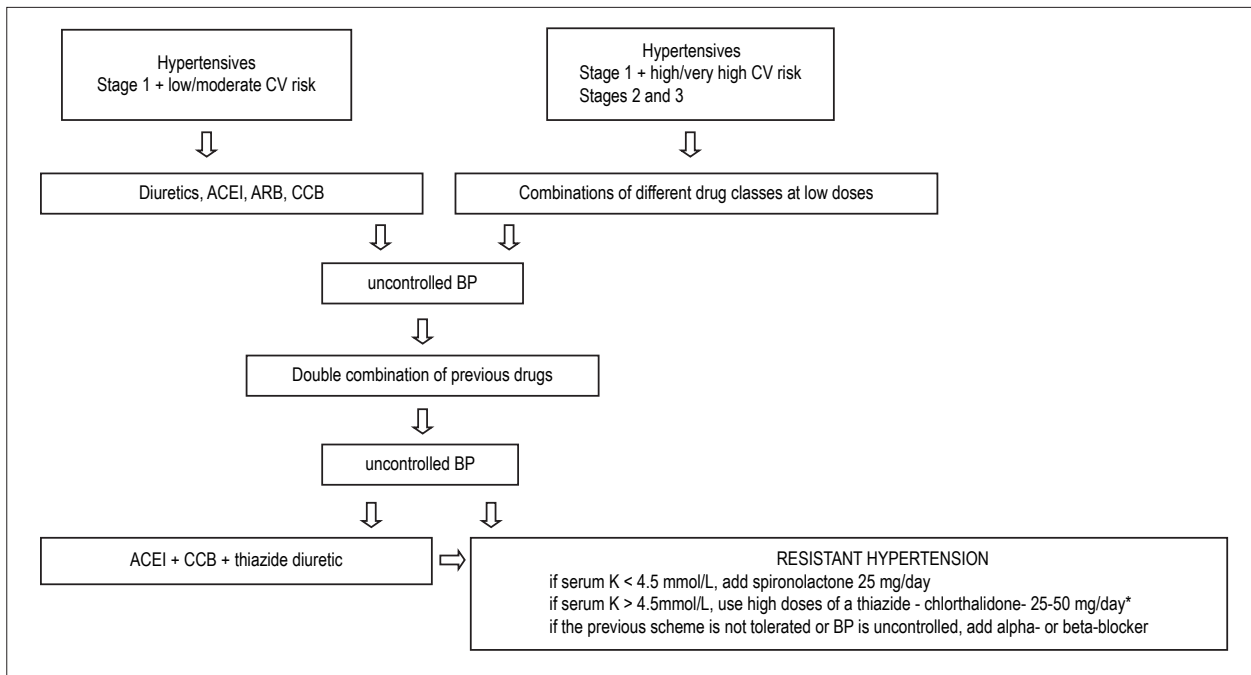 Hypertensives
Stage 1 + low/moderate CV risk
Hypertensives
Stage 1 + high/very high CV risk
Stages 2 and 3
Diuretics, ACEI, ARB, CCB
Combinations of different drug classes at low doses
uncontrolled BP
Double combination of previous drugs
uncontrolled BP
ACEI + CCB + thiazide diuretic
RESISTANT HYPERTENSION
if serum K < 4.5 mmol/L, add spironolactone 25 mg/day
if serum K > 4.5mmol/L, use high doses of a thiazide - chlorthalidone- 25-50 mg/day*
if the previous scheme is not tolerated or BP is uncontrolled, add alpha- or beta-blocker